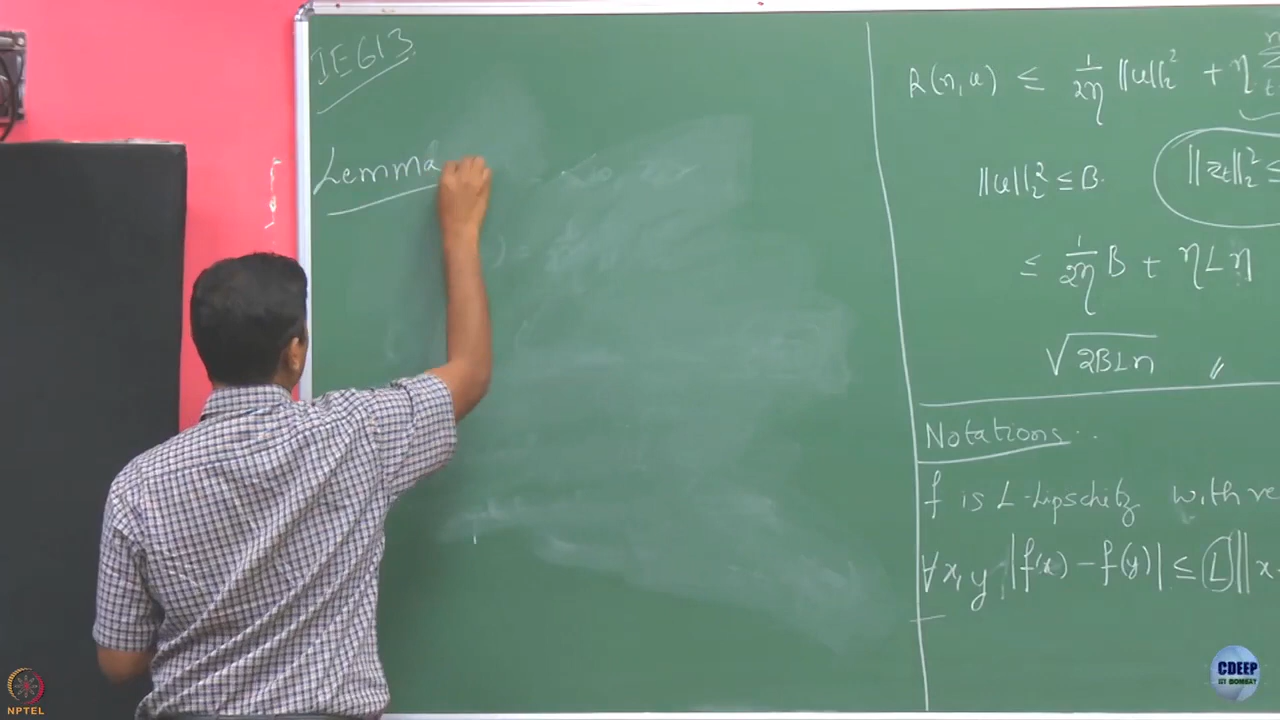 IE613
Lemma
R(n, u) ≤ 1/2η ||u||₂² + η Σ
||u||₂² ≤ B.
||z_t||₂² ≤
≤ 1/2η B + ηLη
√2BLn
Notations..
f is L-Lipschitz with re
∀x, y |f(x) - f(y)| ≤ L ||x -
NPTEL
CDEEP
IIT BOMBAY